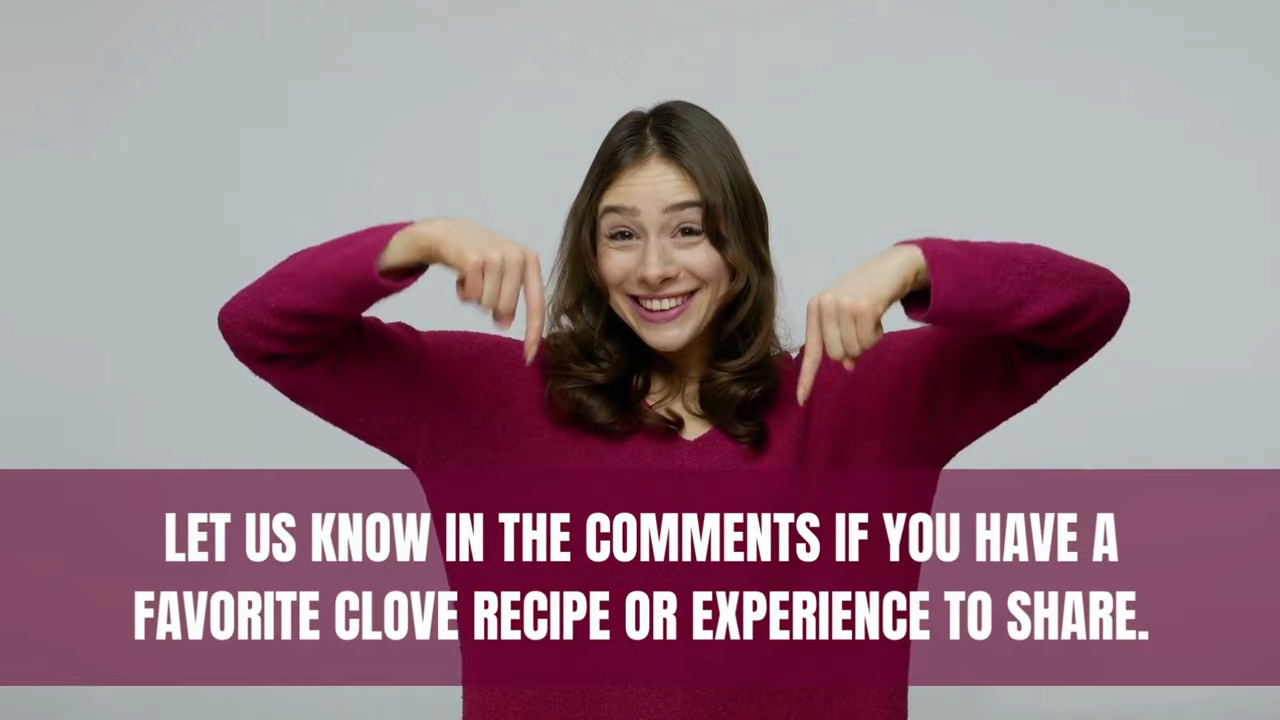 LET US KNOW IN THE COMMENTS IF YOU HAVE A
FAVORITE CLOVE RECIPE OR EXPERIENCE TO SHARE.